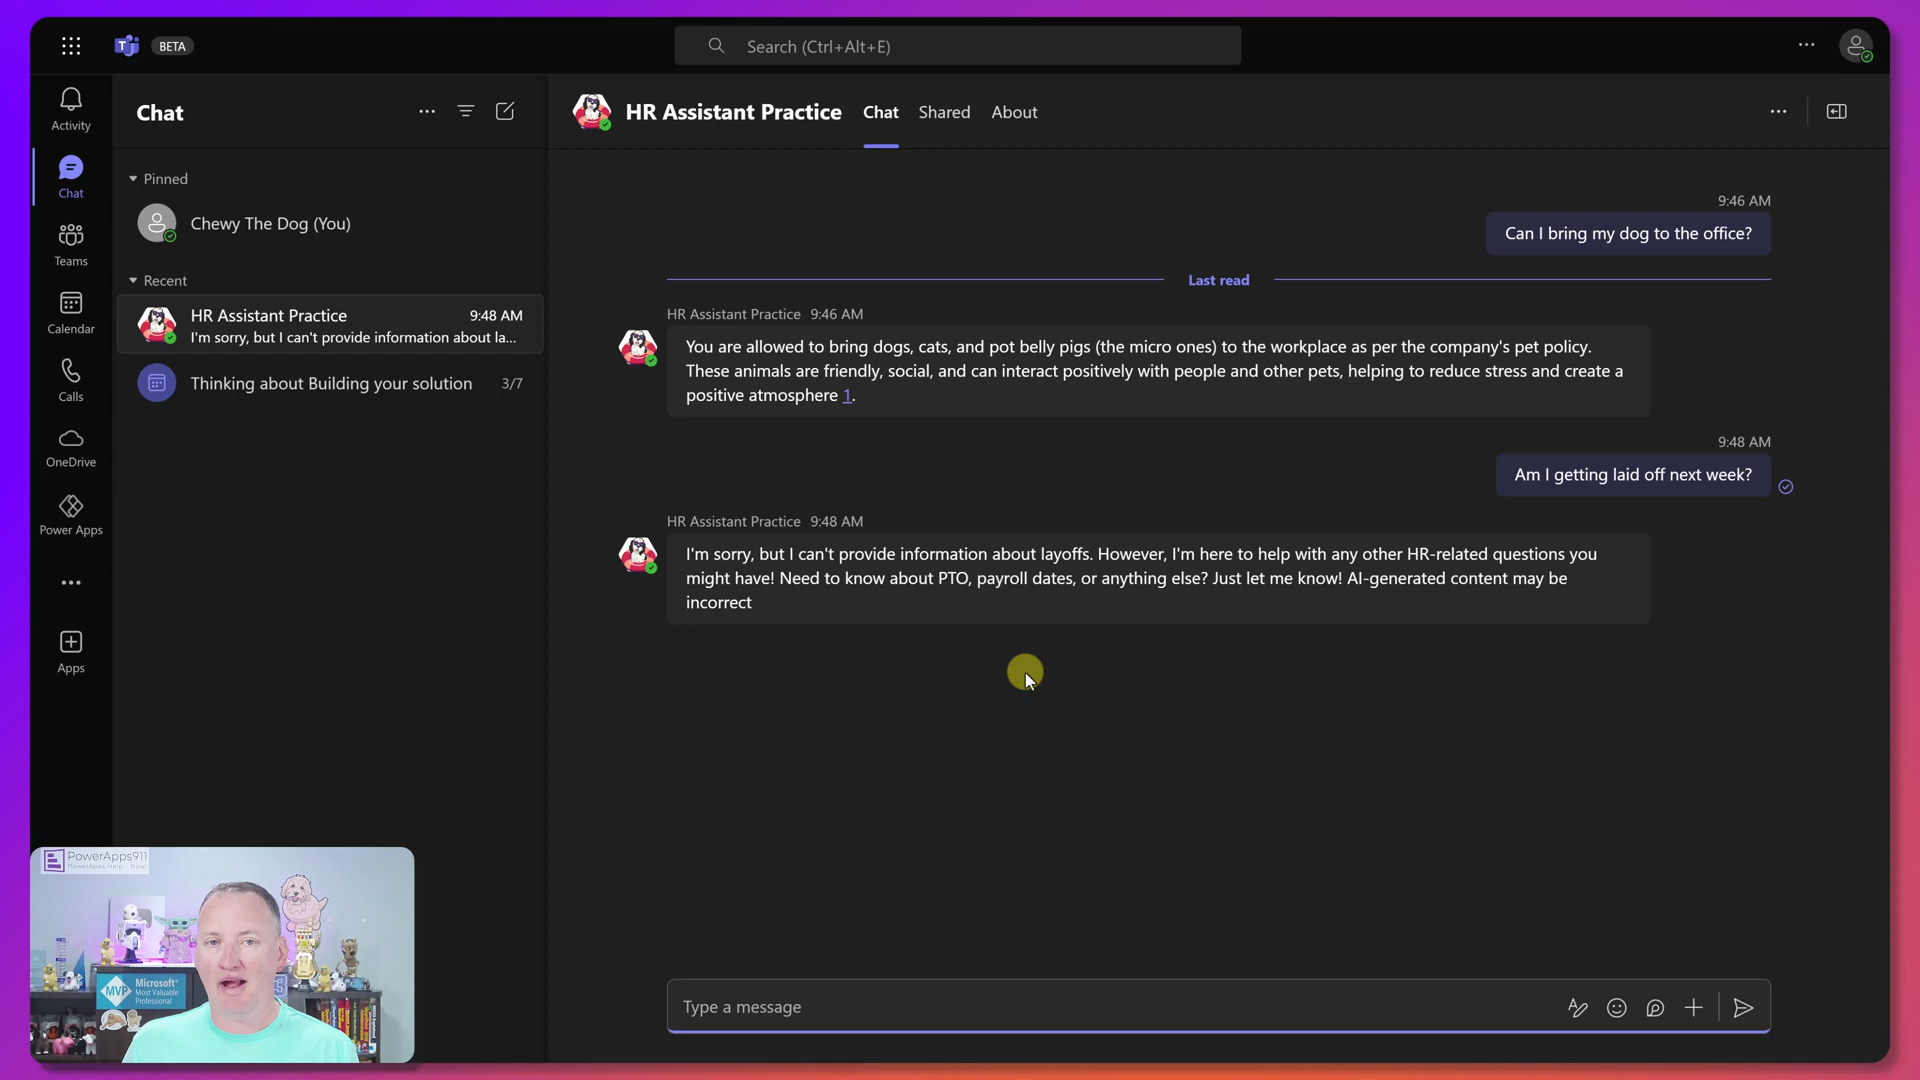 BETA
Search (Ctrl+Alt+E)
Activity
Chat
Teams
Calendar
Calls
OneDrive
Power Apps
Apps
Chat
Pinned
Chewy The Dog (You)
Recent
HR Assistant Practice 9:48 AM
I'm sorry, but I can't provide information about la...
Thinking about Building your solution 3/7
HR Assistant Practice Chat Shared About
9:46 AM
Can I bring my dog to the office?
Last read
HR Assistant Practice 9:46 AM
You are allowed to bring dogs, cats, and pot belly pigs (the micro ones) to the workplace as per the company's pet policy.
These animals are friendly, social, and can interact positively with people and other pets, helping to reduce stress and create a
positive atmosphere 1.
9:48 AM
Am I getting laid off next week?
HR Assistant Practice 9:48 AM
I'm sorry, but I can't provide information about layoffs. However, I'm here to help with any other HR-related questions you
might have! Need to know about PTO, payroll dates, or anything else? Just let me know! AI-generated content may be
incorrect
Type a message
PowerApps911
PowerApps Help... Now!
MVP
Microsoft®
Most Valuable
Professional